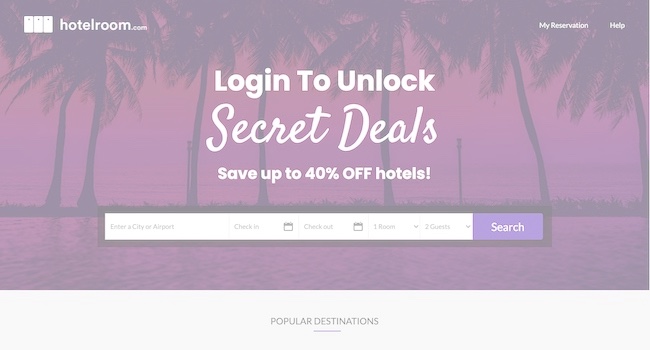 hotelroom.com
My Reservation
Help
Login To Unlock
Secret Deals
Save up to 40% OFF hotels!
Enter a City or Airport
Check in
Check out
1 Room
2 Guests
Search
POPULAR DESTINATIONS